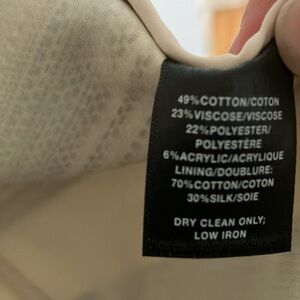 49%COTTON/COTON
23%VISCOSE/VISCOSE
22%POLYESTER/
POLYESTÈRE
6%ACRYLIC/ACRYLIQUE
LINING/DOUBLURE:
70%COTTON/COTON
30%SILK/SOIE
DRY CLEAN ONLY;
LOW IRON